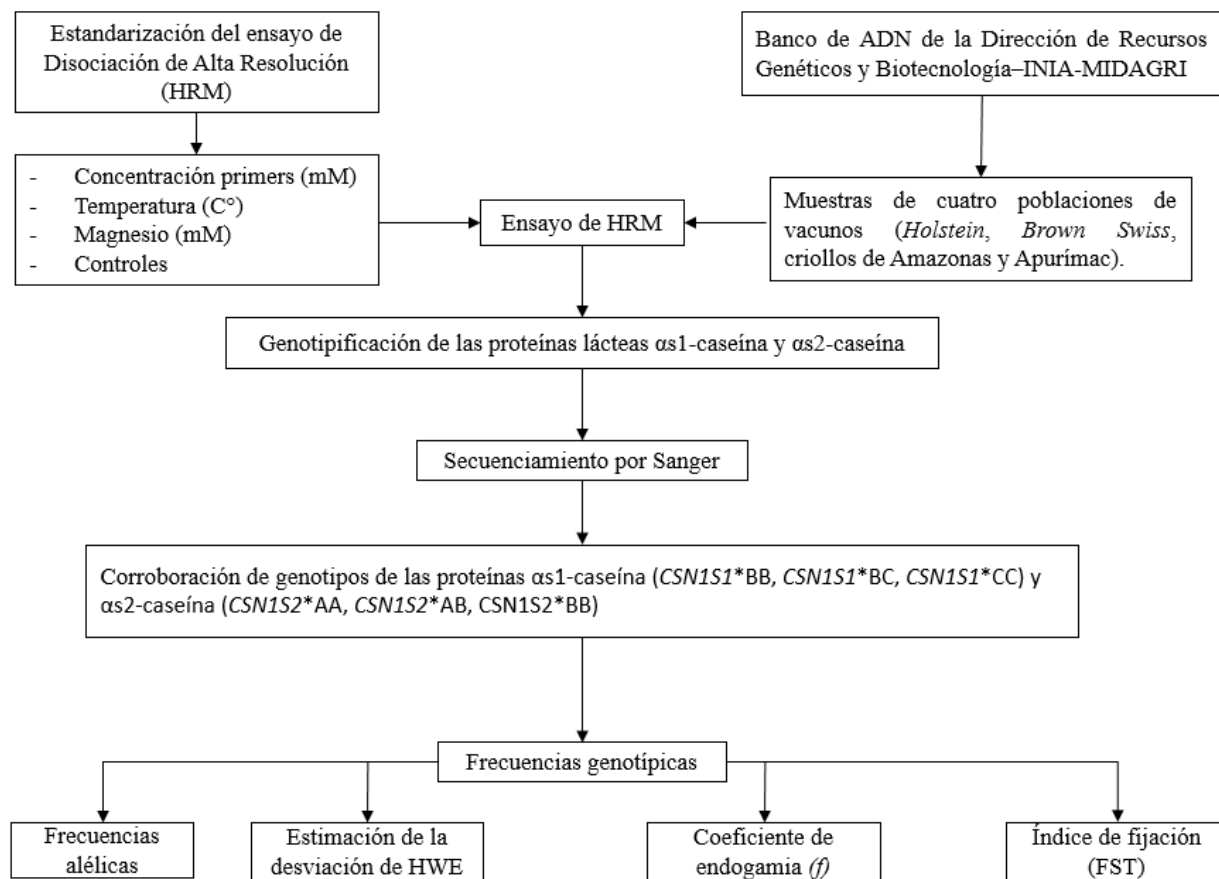 Estandarización del ensayo de
Disociación de Alta Resolución
(HRM)
Banco de ADN de la Dirección de Recursos
Genéticos y Biotecnología–INIA-MIDAGRI
- Concentración primers (mM)
- Temperatura (C°)
- Magnesio (mM)
- Controles
Ensayo de HRM
Muestras de cuatro poblaciones de
vacunos (Holstein, Brown Swiss,
criollos de Amazonas y Apurímac).
Genotipificación de las proteínas lácteas αs1-caseína y αs2-caseína
Secuenciamiento por Sanger
Corroboración de genotipos de las proteínas αs1-caseína (CSN1S1*BB, CSN1S1*BC, CSN1S1*CC) y
αs2-caseína (CSN1S2*AA, CSN1S2*AB, CSN1S2*BB)
Frecuencias genotípicas
Frecuencias
alélicas
Estimación de la
desviación de HWE
Coeficiente de
endogamia (f)
Índice de fijación
(FST)